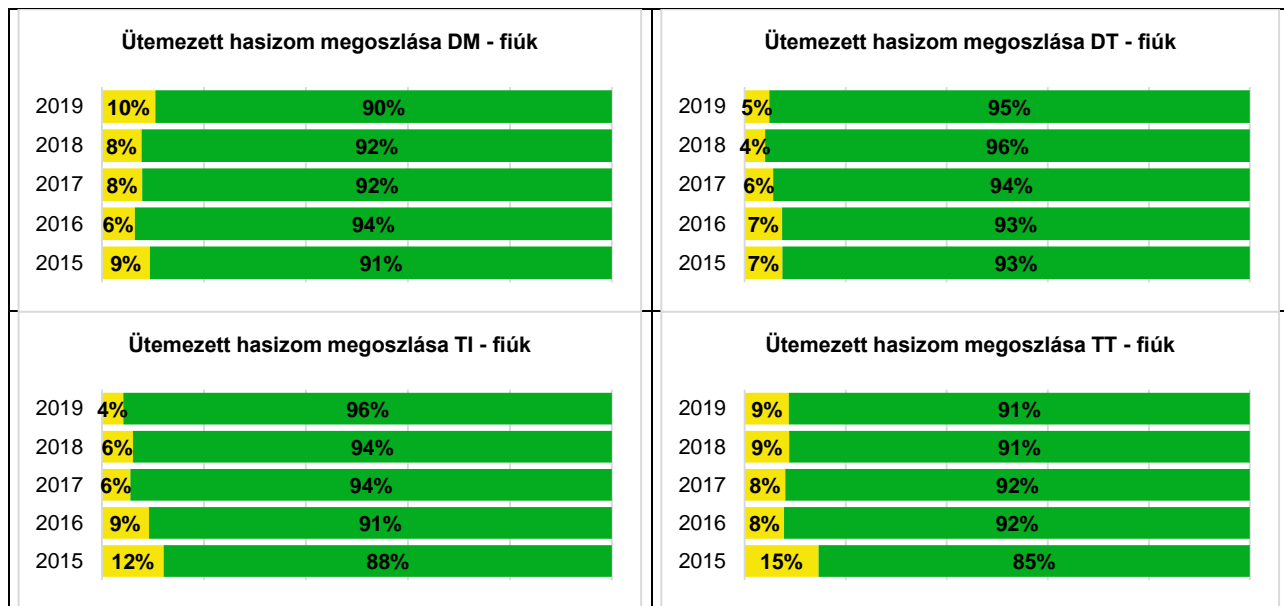 Ütemezett hasizom megoszlása DM - fiúk
2019 10% 90%
2018 8% 92%
2017 8% 92%
2016 6% 94%
2015 9% 91%
Ütemezett hasizom megoszlása DT - fiúk
2019 5% 95%
2018 4% 96%
2017 6% 94%
2016 7% 93%
2015 7% 93%
Ütemezett hasizom megoszlása TI - fiúk
2019 4% 96%
2018 6% 94%
2017 6% 94%
2016 9% 91%
2015 12% 88%
Ütemezett hasizom megoszlása TT - fiúk
2019 9% 91%
2018 9% 91%
2017 8% 92%
2016 8% 92%
2015 15% 85%